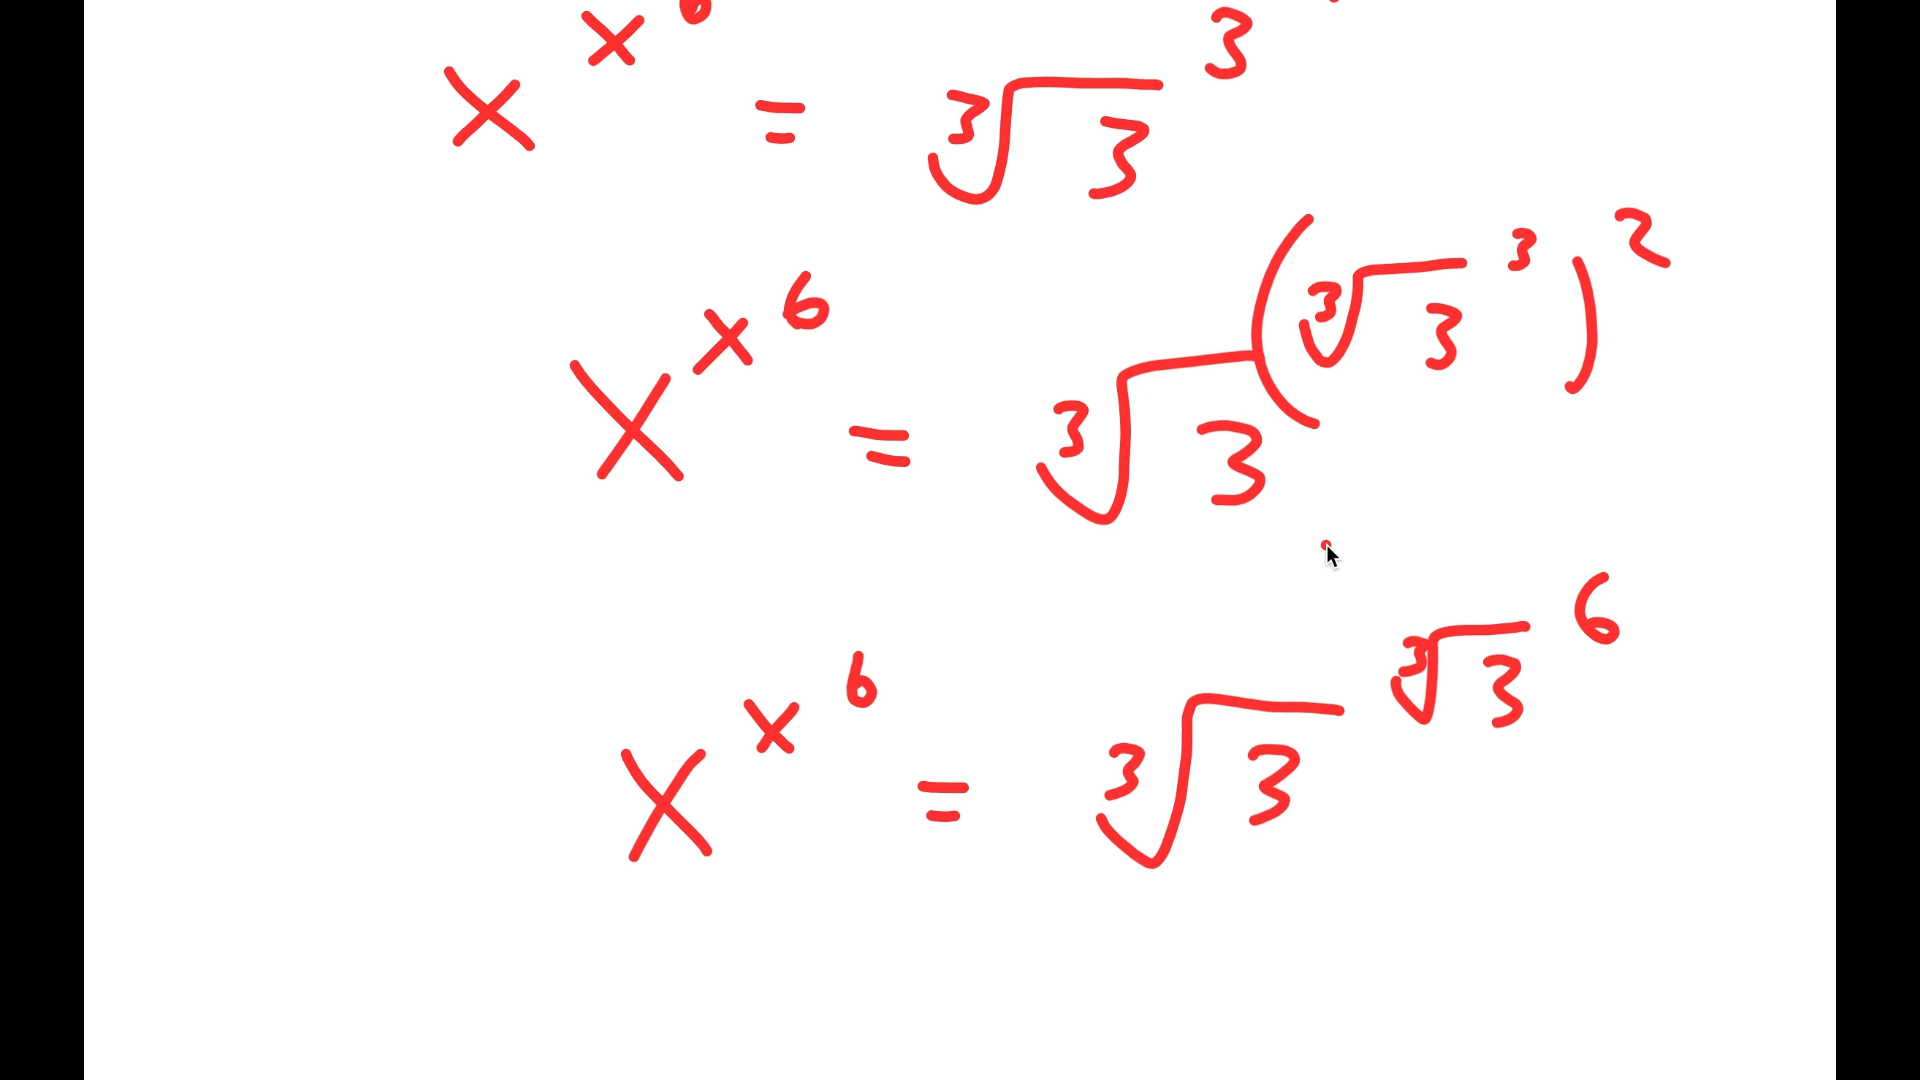 x^x^6 = ∛3^3
x^x^6 = ∛3^(∛3^3)^2
x^x^6 = ∛3^∛3^6